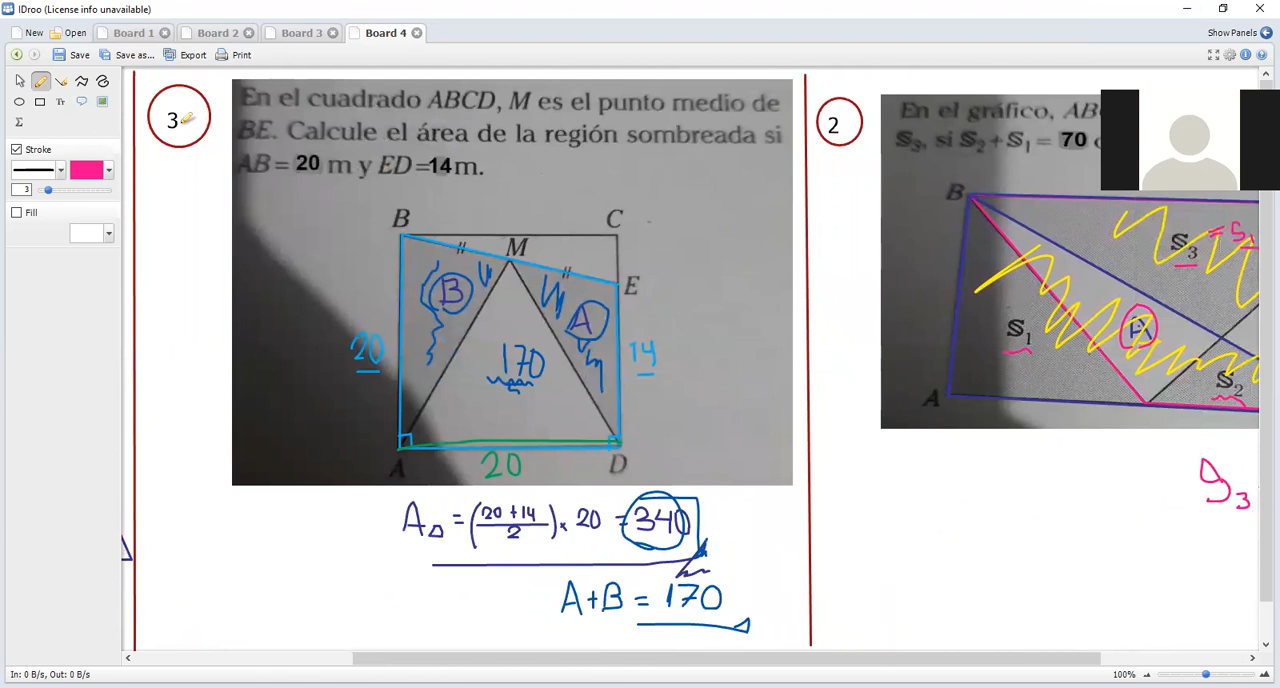 IDroo (License info unavailable)
New Open Board 1 Board 2 Board 3 Board 4 Show Panels
Save Save as... Export Print
Tr
Σ
Stroke
3
Fill
3
En el cuadrado ABCD, M es el punto medio de
BE. Calcule el área de la región sombreada si
AB = 20 m y ED =14 m.
B C
M
E
B
A
20
170
14
A D
20
A△ = (20+14/2) × 20 = 340
A+B = 170
2
En el gráfico, AB
S₃, si S₂+S₁= 70
B
S₃ = S₁
S₁
A
S₂
A
S₃
In: 0 B/s, Out: 0 B/s 100%